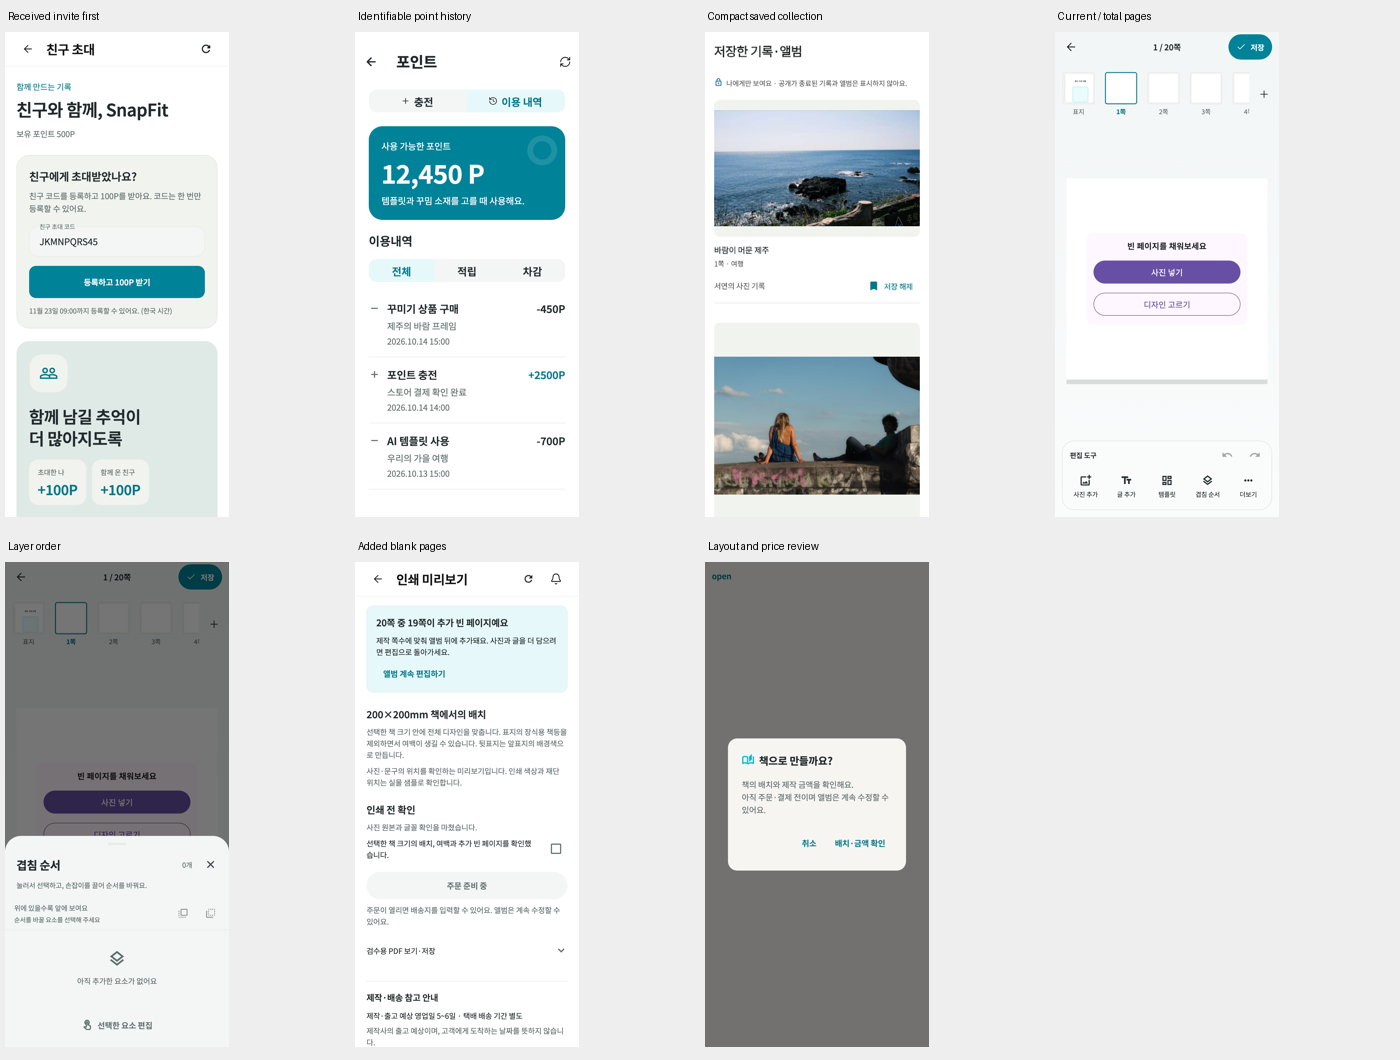 Received invite first
친구 초대
함께 만드는 기록
친구와 함께, SnapFit
보유 포인트 500P
친구에게 초대받았나요?
친구 코드를 등록하고 100P를 받아요. 코드는 한 번만
등록할 수 있어요.
친구 초대 코드
JKMNPQRS45
등록하고 100P 받기
11월 23일 09:00까지 등록할 수 있어요. (한국 시간)
함께 남길 추억이
더 많아지도록
초대한 나
+100P
함께 온 친구
+100P
Identifiable point history
포인트
충전
이용 내역
사용 가능한 포인트
12,450 P
템플릿과 꾸밈 소재를 고를 때 사용해요.
이용내역
전체
적립
차감
꾸미기 상품 구매
-450P
제주의 바람 프레임
2026.10.14 15:00
포인트 충전
+2500P
스토어 결제 확인 완료
2026.10.14 14:00
AI 템플릿 사용
-700P
우리의 가을 여행
2026.10.13 15:00
Compact saved collection
저장한 기록·앨범
나에게만 보여요 · 공개가 종료된 기록과 앨범은 표시하지 않아요.
바람이 머문 제주
1쪽 · 여행
서연의 사진 기록
저장 해제
Current / total pages
1 / 20쪽
저장
표지
1쪽
2쪽
3쪽
빈 페이지를 채워보세요
사진 넣기
디자인 고르기
편집 도구
사진 추가
글 추가
템플릿
겹침 순서
더보기
Layer order
1 / 20쪽
저장
표지
1쪽
2쪽
3쪽
빈 페이지를 채워보세요
사진 넣기
디자인 고르기
겹침 순서
0개
눌러서 선택하고, 손잡이를 끌어 순서를 바꿔요.
위에 있을수록 앞에 보여요
순서를 바꿀 요소를 선택해 주세요
아직 추가한 요소가 없어요
선택한 요소 편집
Added blank pages
인쇄 미리보기
20쪽 중 19쪽이 추가 빈 페이지예요
제작 쪽수에 맞춰 앨범 뒤에 추가돼요. 사진과 글을 더 담으려
면 편집으로 돌아가세요.
앨범 계속 편집하기
200×200mm 책에서의 배치
선택한 책 크기 안에 전체 디자인을 맞춥니다. 표지의 장식용 책등을
제외하면서 여백이 생길 수 있습니다. 뒷표지는 앞표지의 배경색으
로 만듭니다.
사진·문구의 위치를 확인하는 미리보기입니다. 인쇄 색상과 재단
위치는 실물 샘플로 확인합니다.
인쇄 전 확인
사진 원본과 글꼴 확인을 마쳤습니다.
선택한 책 크기의 배치, 여백과 추가 빈 페이지를 확인했
습니다.
주문 준비 중
주문이 열리면 배송지를 입력할 수 있어요. 앨범은 계속 수정할 수
있어요.
검수용 PDF 보기·저장
제작·배송 참고 안내
제작·출고 예상 영업일 5~6일 · 택배 배송 기간 별도
제작사의 출고 예상이며, 고객에게 도착하는 날짜를 뜻하지 않습니
다.
Layout and price review
open
책으로 만들까요?
책의 배치와 제작 금액을 확인해요.
아직 주문·결제 전이며 앨범은 계속 수정할 수
있어요.
취소
배치·금액 확인